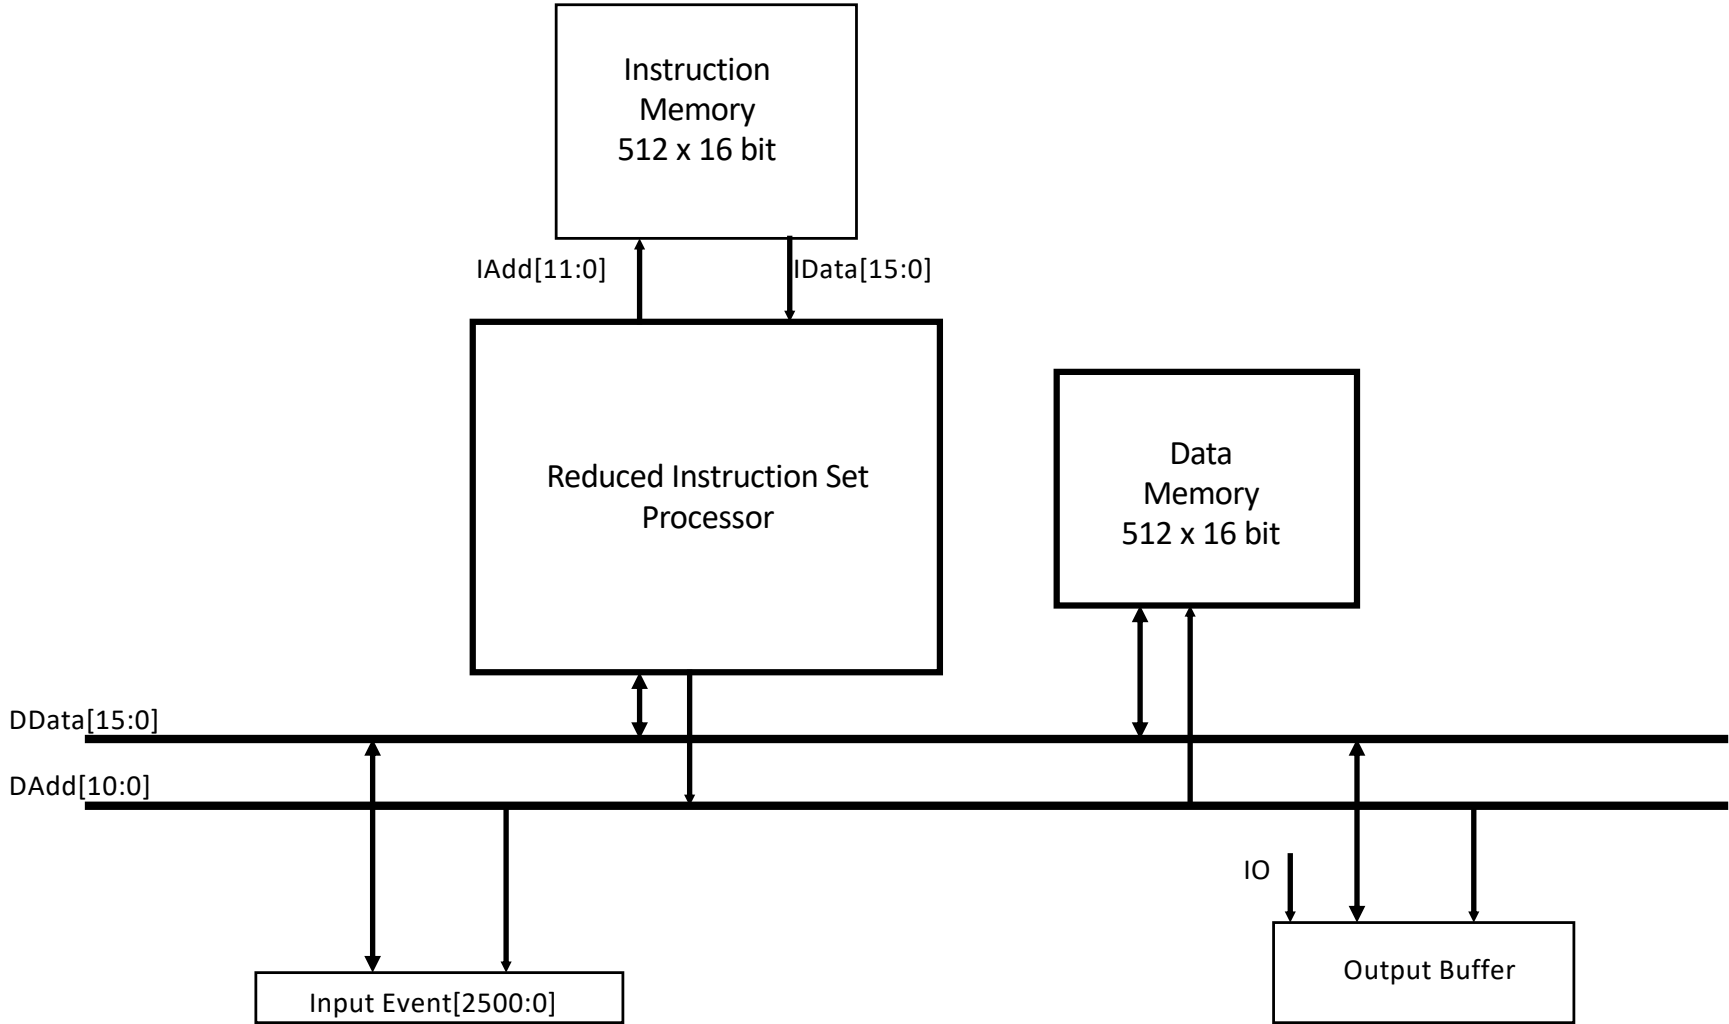 Instruction
Memory
512 x 16 bit
IAdd[11:0]
IData[15:0]
Reduced Instruction Set
Processor
Data
Memory
512 x 16 bit
DData[15:0]
DAdd[10:0]
IO
Output Buffer
Input Event[2500:0]